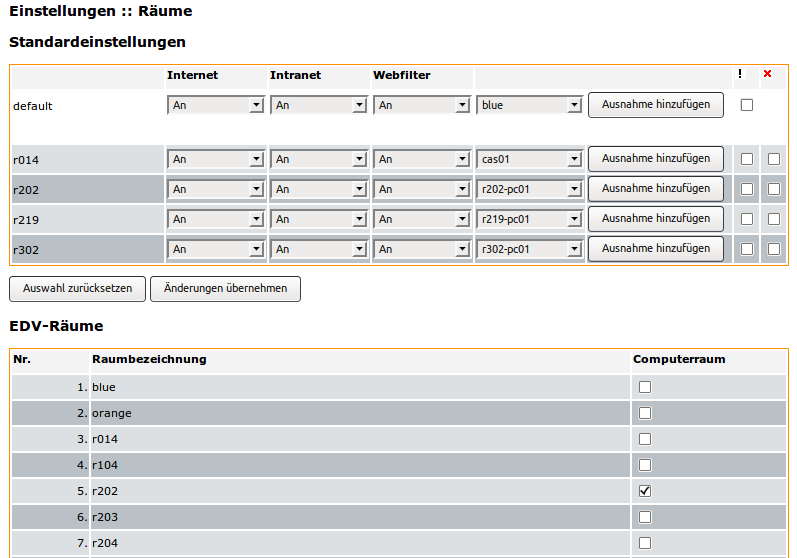 Einstellungen :: Räume
Standardeinstellungen
Internet Intranet Webfilter !
default An An An blue Ausnahme hinzufügen
r014 An An An cas01 Ausnahme hinzufügen
r202 An An An r202-pc01 Ausnahme hinzufügen
r219 An An An r219-pc01 Ausnahme hinzufügen
r302 An An An r302-pc01 Ausnahme hinzufügen
Auswahl zurücksetzen Änderungen übernehmen
EDV-Räume
Nr. Raumbezeichnung Computerraum
1. blue
2. orange
3. r014
4. r104
5. r202
6. r203
7. r204